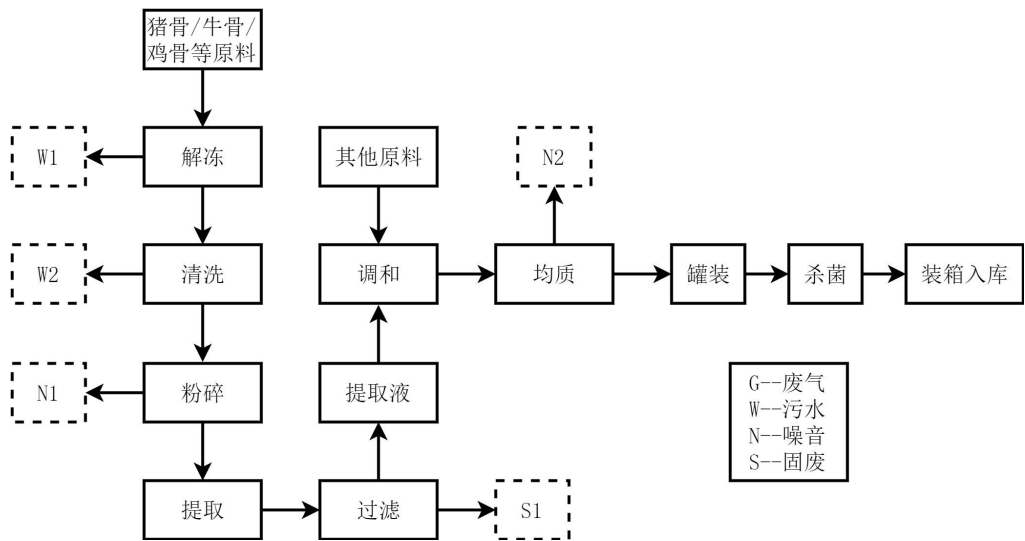 猪骨/牛骨/
鸡骨等原料
W1
解冻
其他原料
N2
W2
清洗
调和
均质
罐装
杀菌
装箱入库
N1
粉碎
提取液
G--废气
W--污水
N--噪音
S--固废
提取
过滤
S1